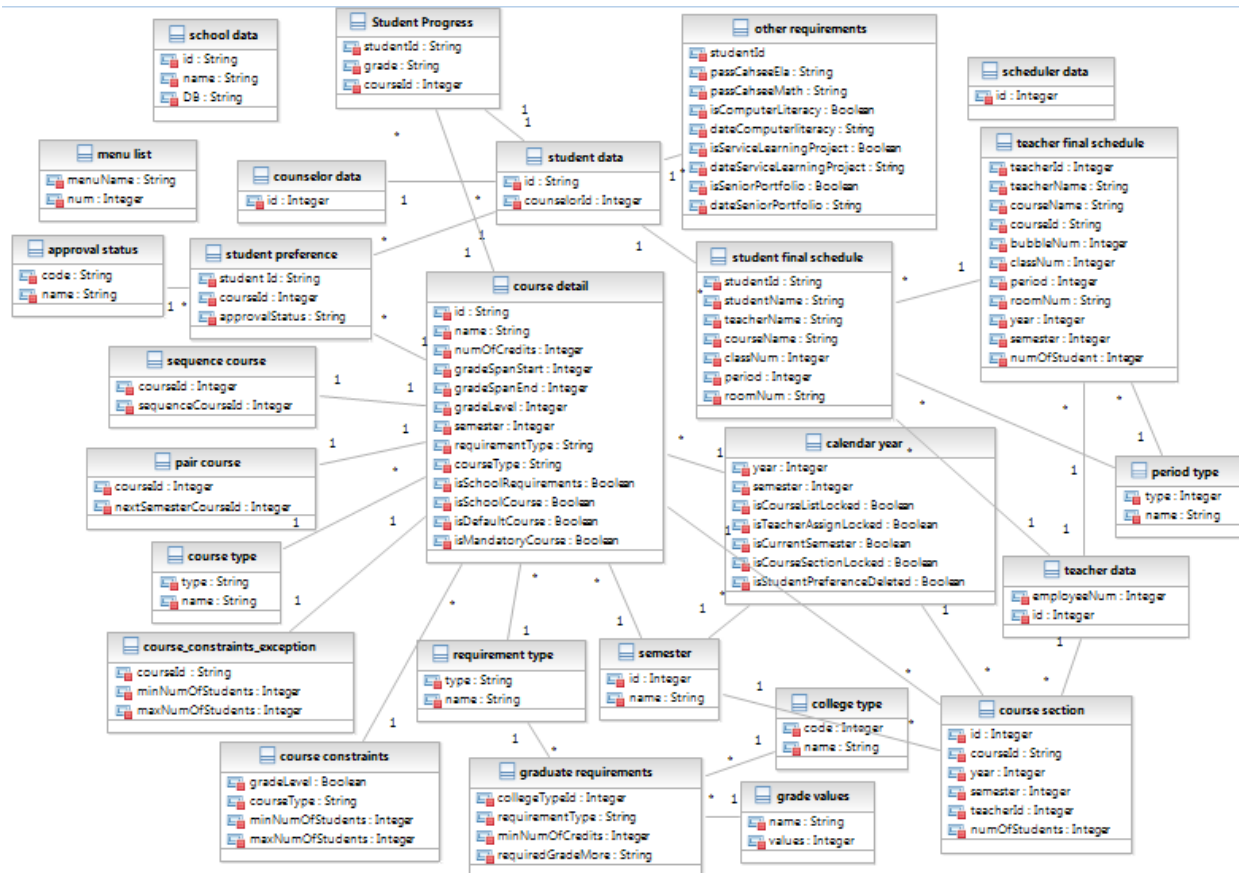 school data
id : String
name : String
DB : String
Student Progress
studentId : String
grade : String
courseId : Integer
other requirements
studentId
passCahseeEla : String
passCahseeMath : String
isComputerLiteracy : Boolean
dateComputerliteracy : String
isServiceLearningProject : Boolean
dateServiceLearningProject : String
isSeniorPortfolio : Boolean
dateSeniorPortfolio : String
scheduler data
id : Integer
menu list
menuName : String
num : Integer
counselor data
id : Integer
student data
id : String
counselorId : Integer
teacher final schedule
teacherId : Integer
teacherName : String
courseName : String
courseId : String
bubbleNum : Integer
classNum : Integer
period : Integer
roomNum : String
year : Integer
semester : Integer
numOfStudent : Integer
approval status
code : String
name : String
student preference
student Id : String
courseId : Integer
approvalStatus : String
course detail
id : String
name : String
numOfCredits : Integer
gradeSpanStart : Integer
gradeSpanEnd : Integer
gradeLevel : Integer
semester : Integer
requirementType : String
courseType : String
isSchoolRequirements : Boolean
isSchoolCourse : Boolean
isDefaultCourse : Boolean
isMandatoryCourse : Boolean
student final schedule
studentId : String
studentName : String
teacherName : String
courseName : String
classNum : Integer
period : Integer
roomNum : String
sequence course
courseId : Integer
sequenceCourseId : Integer
pair course
courseId : Integer
nextSemesterCourseId : Integer
calendar year
year : Integer
semester : Integer
isCourseListLocked : Boolean
isTeacherAssignLocked : Boolean
isCurrentSemester : Boolean
isCourseSectionLocked : Boolean
isStudentPreferenceDeleted : Boolean
period type
type : Integer
name : String
course type
type : String
name : String
teacher data
employeeNum : Integer
id : Integer
course_constraints_exception
courseId : String
minNumOfStudents : Integer
maxNumOfStudents : Integer
requirement type
type : String
name : String
semester
id : Integer
name : String
college type
code : Integer
name : String
course section
id : Integer
courseId : String
year : Integer
semester : Integer
teacherId : Integer
numOfStudents : Integer
course constraints
gradeLevel : Boolean
courseType : String
minNumOfStudents : Integer
maxNumOfStudents : Integer
graduate requirements
collegeTypeId : Integer
requirementType : String
minNumOfCredits : Integer
requiredGradeMore : String
grade values
name : String
values : Integer